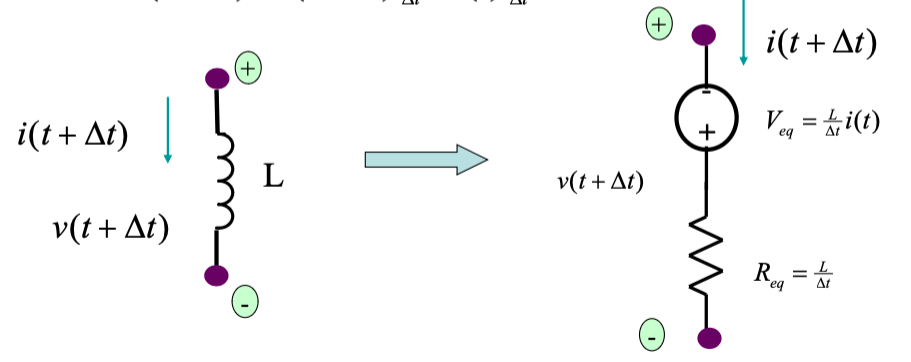 +
i(t + Δt)
v(t + Δt)
L
-
+
i(t + Δt)
-
+
V_eq = L/Δt i(t)
v(t + Δt)
R_eq = L/Δt
-